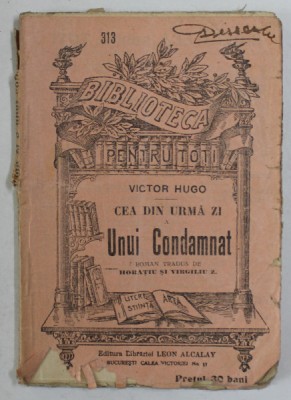 313
BIBLIOTECA
PENTRU TOTI
VICTOR HUGO
CEA DIN URMĂ ZI
A
Unui Condamnat
ROMAN TRADUS DE
HORAȚIU ȘI VIRGILIU Z.
LITERE
ȘTIINȚĂ
ARTĂ
Editura Librăriei LEON ALCALAY
BUCUREȘTI CALEA VICTORIEI No 37
Prețul 30 bani